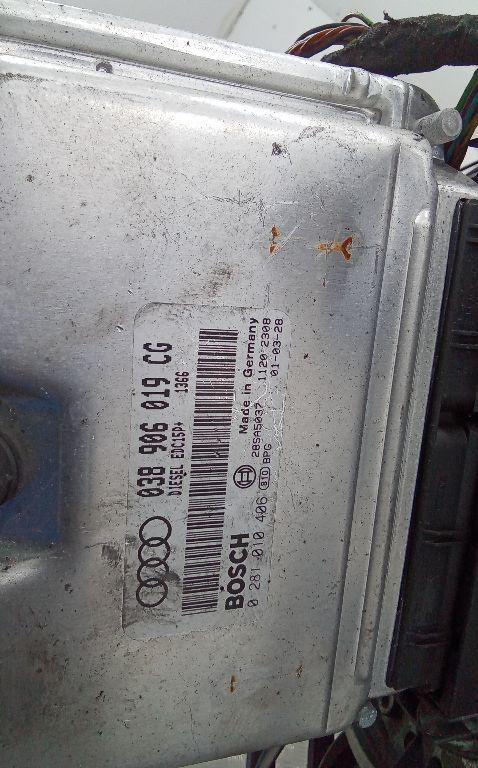 038 906 019 CG
DIESEL EDC15P+ 1366
BOSCH
0 281 010 406
Made in Germany
28SA5037 1120 2308
BPG 01-03-28